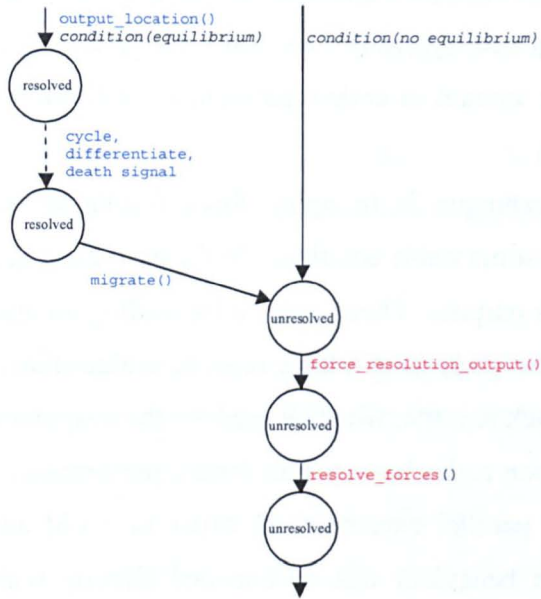 output_location()
condition(equilibrium)
condition(no equilibrium)
resolved
cycle,
differentiate,
death signal
resolved
migrate()
unresolved
force_resolution_output()
unresolved
resolve_forces()
unresolved